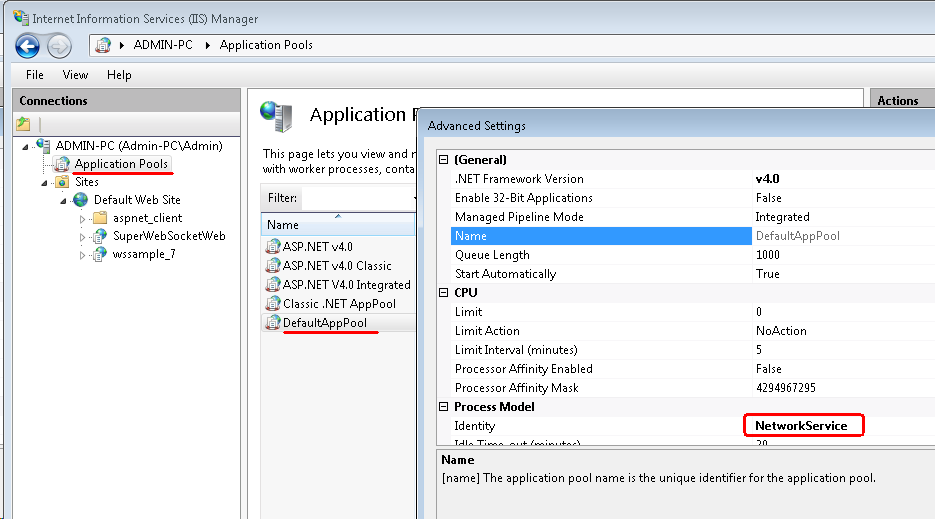 Internet Information Services (IIS) Manager
ADMIN-PC Application Pools
File View Help
Connections
ADMIN-PC (Admin-PC\Admin)
Application Pools
Sites
Default Web Site
aspnet_client
SuperWebSocketWeb
wssample_7
Application
This page lets you view and
with worker processes, conta
Filter:
Name
ASP.NET v4.0
ASP.NET v4.0 Classic
ASP.NET V4.0 Integrated
Classic .NET AppPool
DefaultAppPool
Actions
Advanced Settings
(General)
.NET Framework Version v4.0
Enable 32-Bit Applications False
Managed Pipeline Mode Integrated
Name DefaultAppPool
Queue Length 1000
Start Automatically True
CPU
Limit 0
Limit Action NoAction
Limit Interval (minutes) 5
Processor Affinity Enabled False
Processor Affinity Mask 4294967295
Process Model
Identity NetworkService
Idle Time-out (minutes) 20
Name
[name] The application pool name is the unique identifier for the application pool.